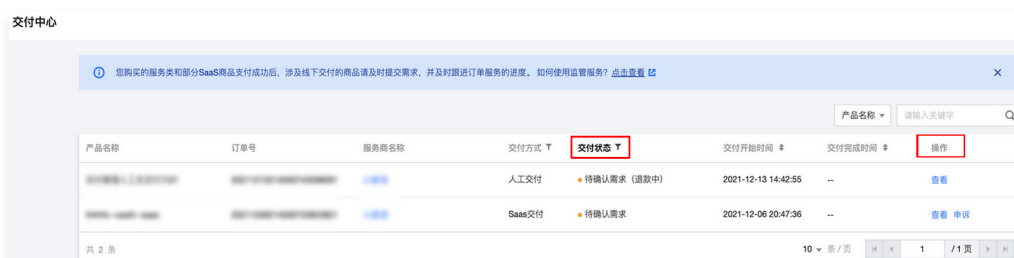 交付中心
您购买的服务类和部分SaaS商品支付成功后，涉及线下交付的商品请及时提交需求，并及时跟进订单服务的进度。如何使用监管服务？点击查看
产品名称 请输入关键字
产品名称 订单号 服务商名称 交付方式 交付状态 交付开始时间 交付完成时间 操作
人工交付 待确认需求（退款中） 2021-12-13 14:42:55 -- 查看
Saas交付 待确认需求 2021-12-06 20:47:36 -- 查看 申诉
共 2 条 10 条/页 1 /1页